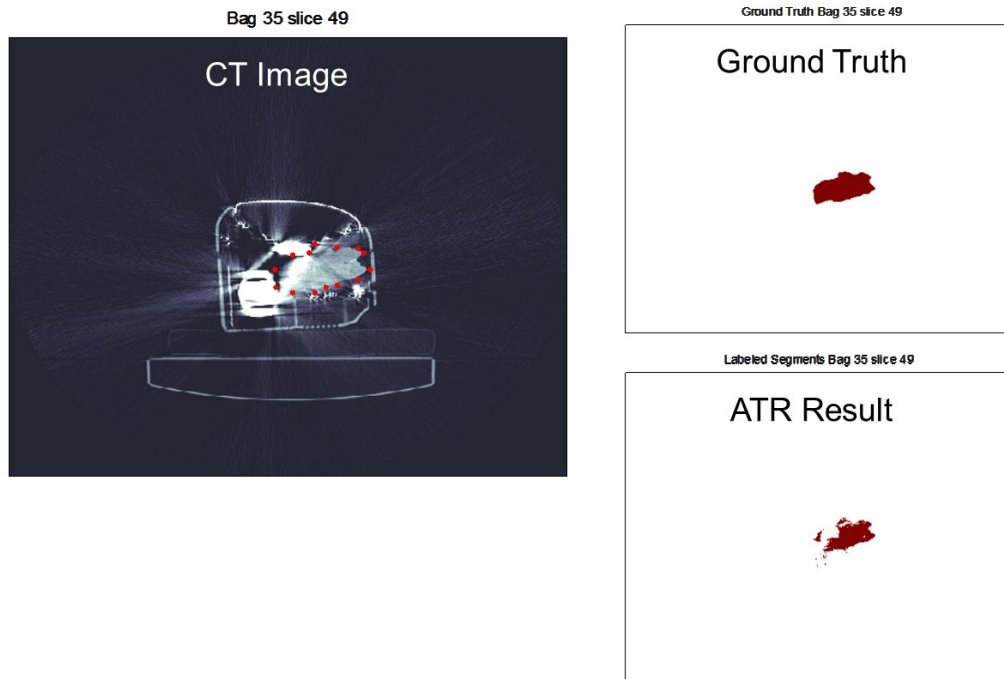 Bag 35 slice 49
CT Image
Ground Truth Bag 35 slice 49
Ground Truth
Labeled Segments Bag 35 slice 49
ATR Result